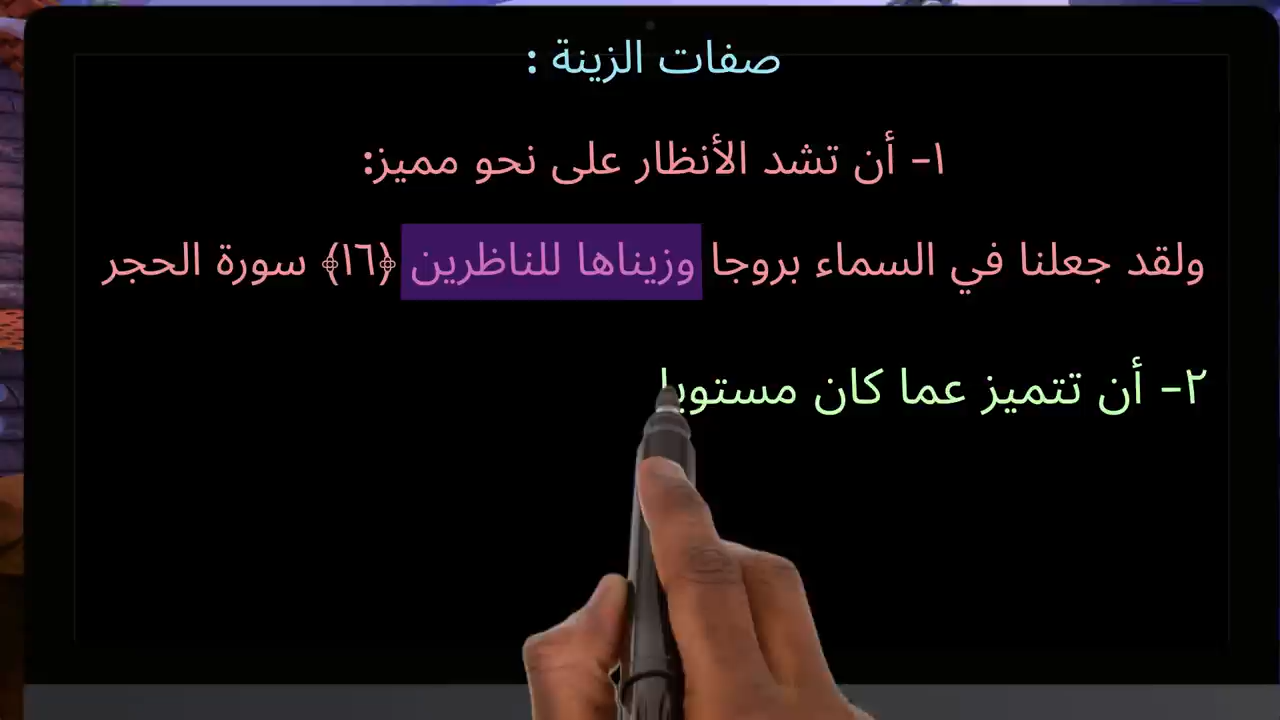 صفات الزينة :
١- أن تشد الأنظار على نحو مميز:
ولقد جعلنا في السماء بروجا وزيناها للناظرين ﴿١٦﴾ سورة الحجر
٢- أن تتميز عما كان مستويا